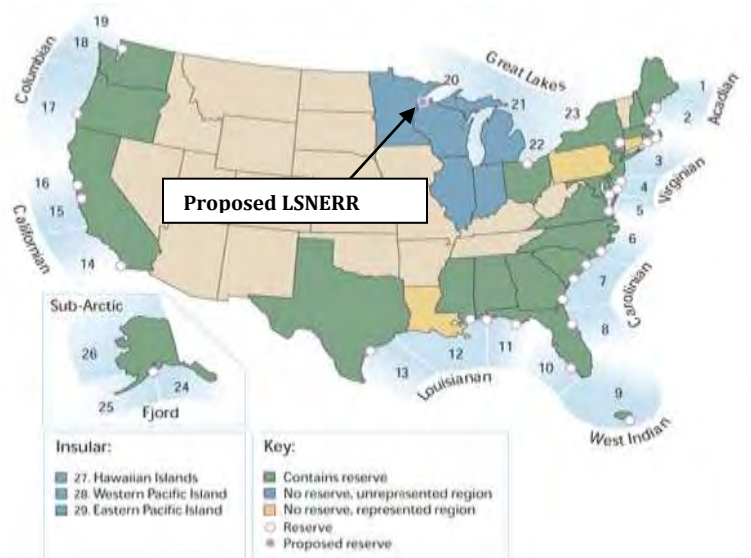 19
18
Columbian
17
16
15
Californian
14
20
Great Lakes
21
22
23
1
2
Acadian
3
Virginian
4
5
6
7
Carolinian
8
Proposed LSNERR
Sub-Arctic
26
24
25
Fjord
13
12
Louisianan
11
10
9
West Indian
Insular:
27. Hawaiian Islands
28. Western Pacific Island
29. Eastern Pacific Island
Key:
Contains reserve
No reserve, unrepresented region
No reserve, represented region
Reserve
Proposed reserve